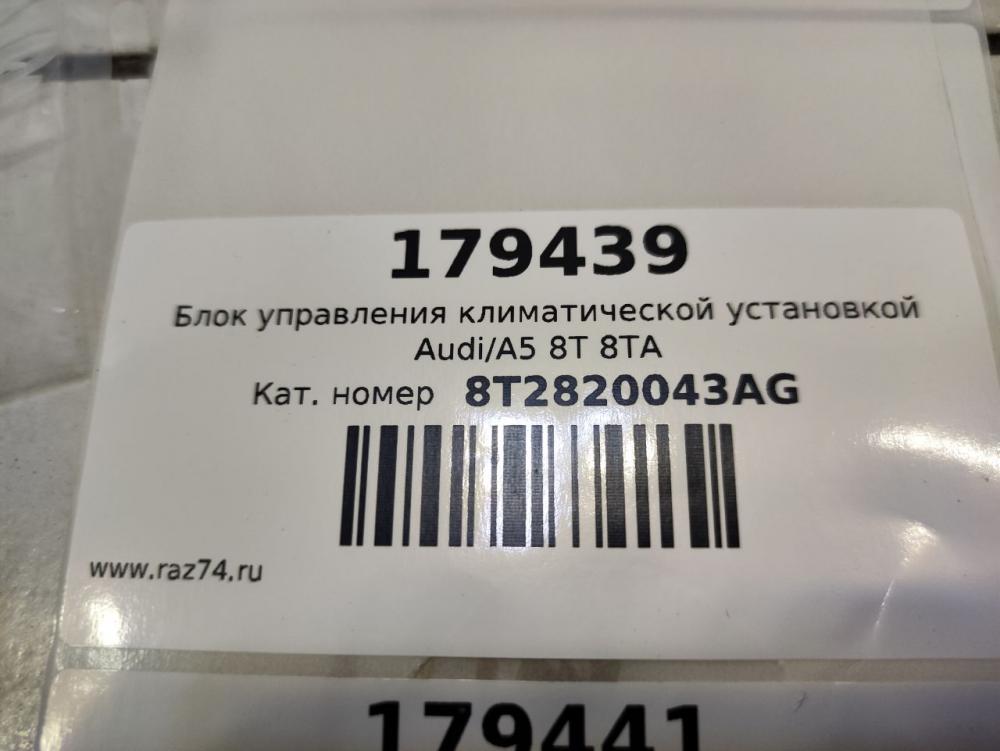 179439
Блок управления климатической установкой
Audi/A5 8T 8TA
Кат. номер 8T2820043AG
www.raz74.ru
179441